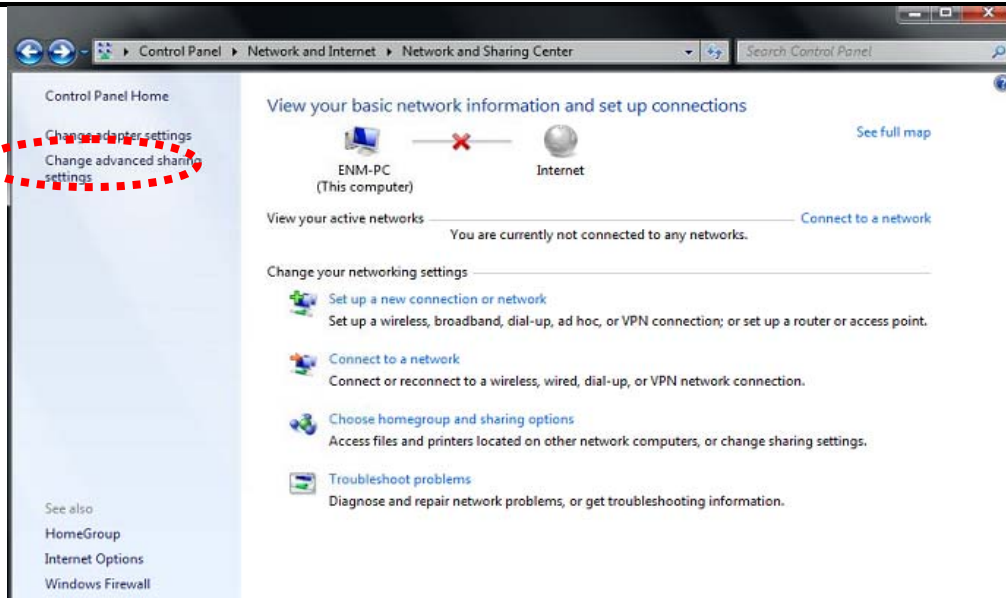 Control Panel ▸ Network and Internet ▸ Network and Sharing Center
Search Control Panel
Control Panel Home
Change adapter settings
Change advanced sharing
settings
See also
HomeGroup
Internet Options
Windows Firewall
View your basic network information and set up connections
See full map
ENM-PC
(This computer)
Internet
View your active networks
Connect to a network
You are currently not connected to any networks.
Change your networking settings
Set up a new connection or network
Set up a wireless, broadband, dial-up, ad hoc, or VPN connection; or set up a router or access point.
Connect to a network
Connect or reconnect to a wireless, wired, dial-up, or VPN network connection.
Choose homegroup and sharing options
Access files and printers located on other network computers, or change sharing settings.
Troubleshoot problems
Diagnose and repair network problems, or get troubleshooting information.